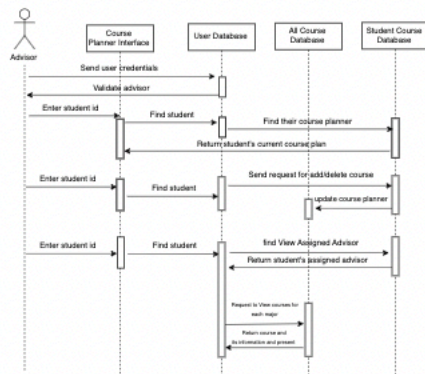 Course
Planner Interface
User Database
All Course
Database
Student Course
Database
Advisor
Send user credentials
Validate advisor
Enter student id
Find student
Find their course planner
Return student's current course plan
Enter student id
Find student
Send request for add/delete course
update course planner
Enter student id
Find student
find View Assigned Advisor
Return student's assigned advisor
Request to View courses for
each major
Return course and
its information and present